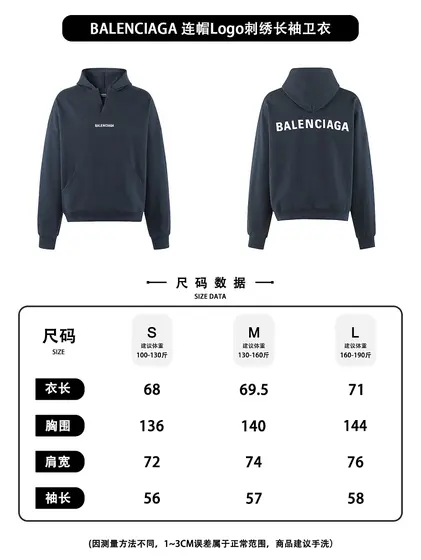 BALENCIAGA 连帽Logo刺绣长袖卫衣
BALENCIAGA
BALENCIAGA
尺码数据
SIZE DATA
尺码
SIZE
S
建议体重
100-130斤
M
建议体重
130-160斤
L
建议体重
160-190斤
衣长 68 69.5 71
胸围 136 140 144
肩宽 72 74 76
袖长 56 57 58
(因测量方法不同，1~3CM误差属于正常范围，商品建议手洗)